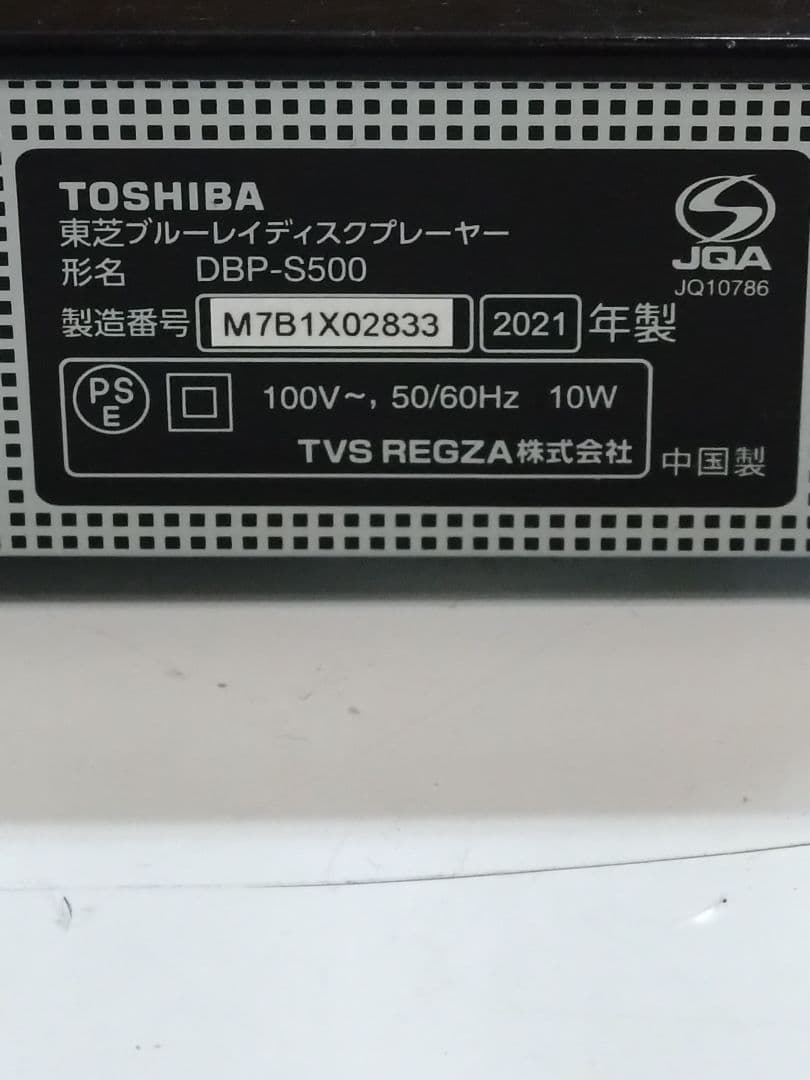 TOSHIBA
東芝ブルーレイディスクプレーヤー
形名 DBP-S500
JQA
JQ10786
製造番号 M7B1X02833 2021 年製
PS
E
100V～, 50/60Hz 10W
TVS REGZA株式会社
中国製